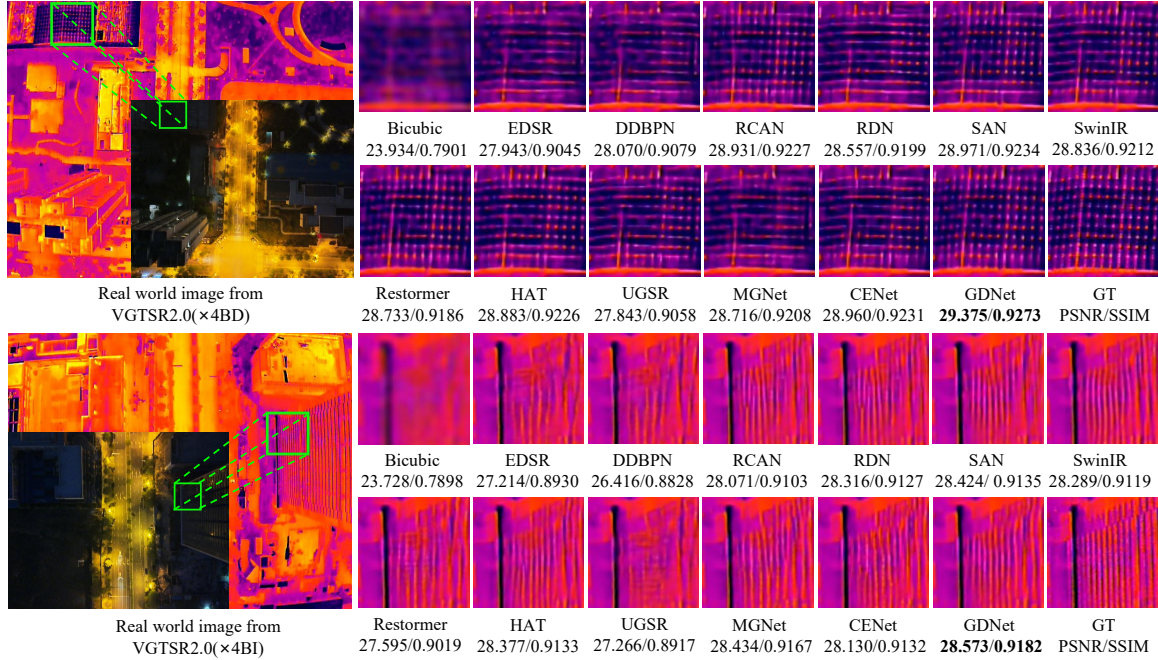 Bicubic EDSR DDBPN RCAN RDN SAN SwinIR
23.934/0.7901 27.943/0.9045 28.070/0.9079 28.931/0.9227 28.557/0.9199 28.971/0.9234 28.836/0.9212
Restormer HAT UGSR MGNet CENet GDNet GT
28.733/0.9186 28.883/0.9226 27.843/0.9058 28.716/0.9208 28.960/0.9231 29.375/0.9273 PSNR/SSIM
Real world image from
VGTSR2.0(×4BD)
Bicubic EDSR DDBPN RCAN RDN SAN SwinIR
23.728/0.7898 27.214/0.8930 26.416/0.8828 28.071/0.9103 28.316/0.9127 28.424/ 0.9135 28.289/0.9119
Restormer HAT UGSR MGNet CENet GDNet GT
27.595/0.9019 28.377/0.9133 27.266/0.8917 28.434/0.9167 28.130/0.9132 28.573/0.9182 PSNR/SSIM
Real world image from
VGTSR2.0(×4BI)